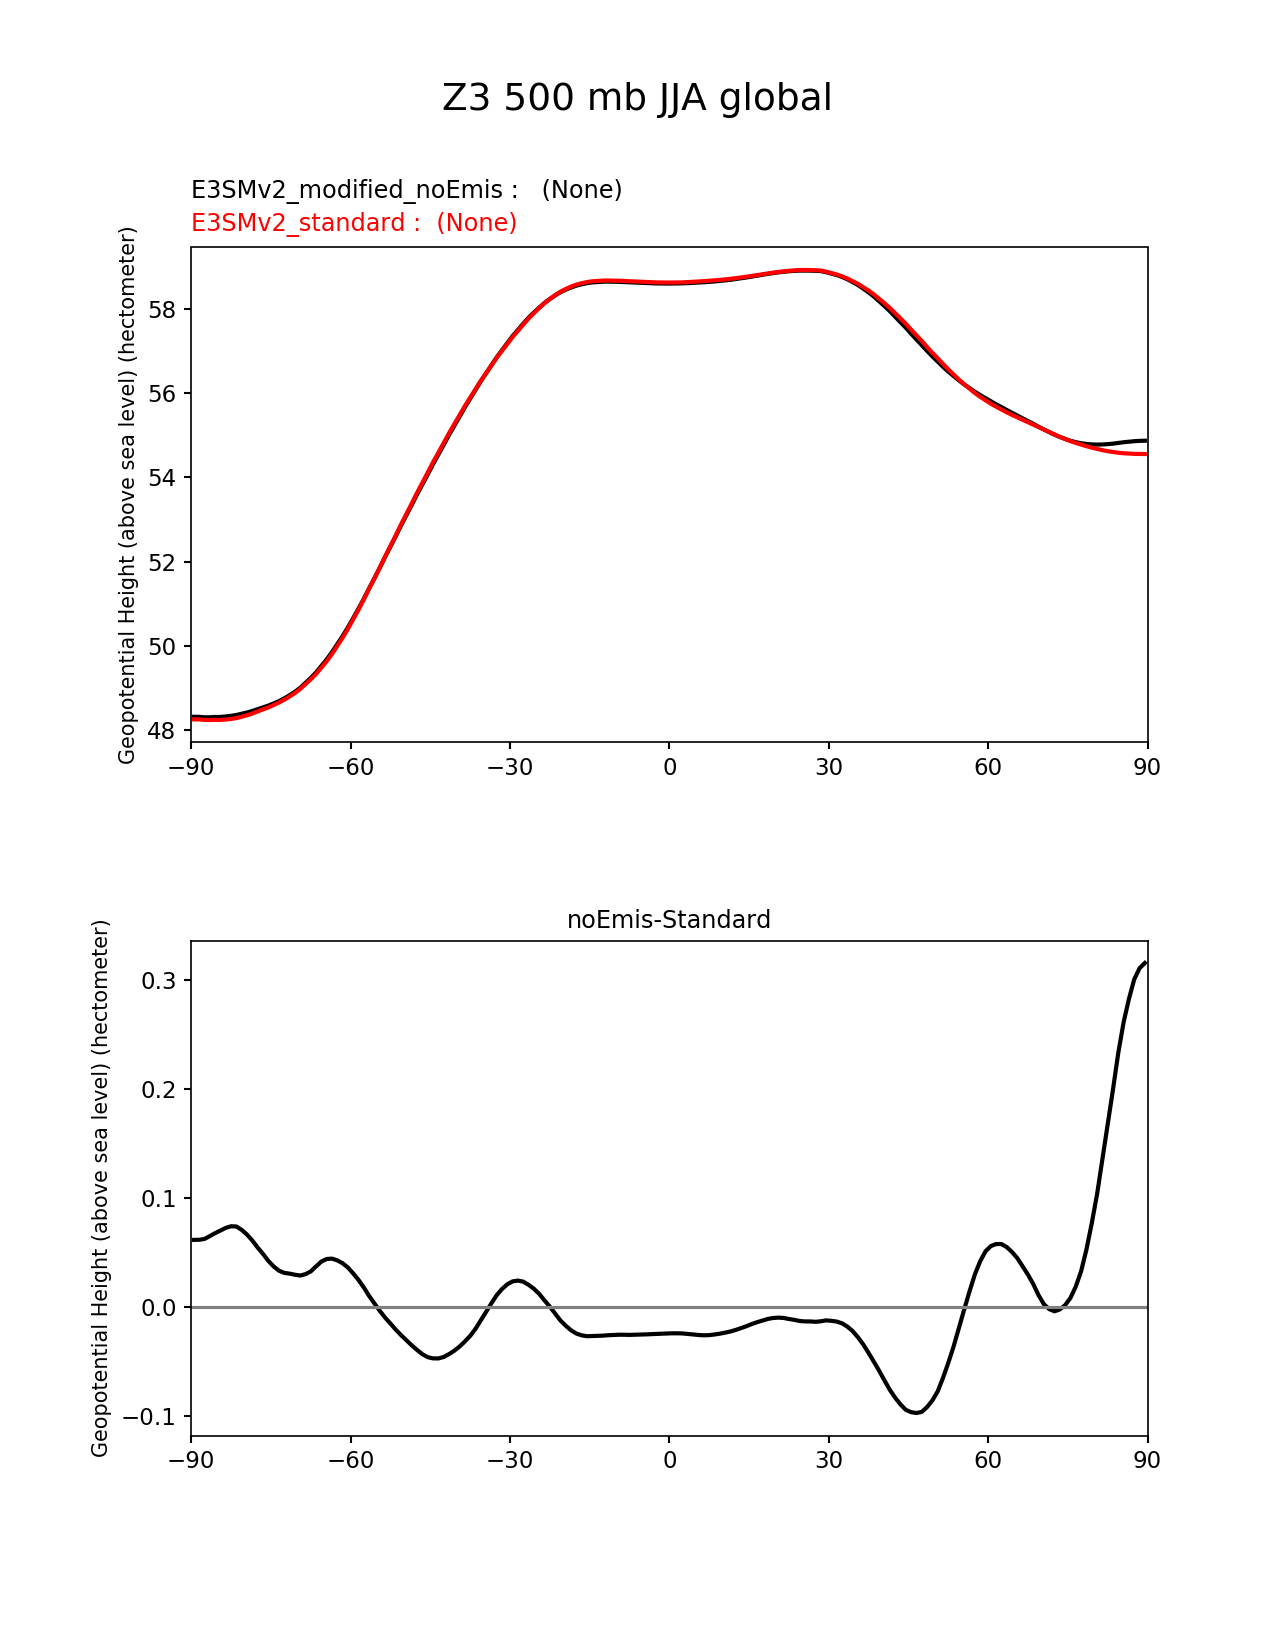 Z3 500 mb JJA global
E3SMv2_modified_noEmis :   (None)
E3SMv2_standard :  (None)
Geopotential Height (above sea level) (hectometer)
58
56
54
52
50
48
−90 −60 −30 0 30 60 90
noEmis-Standard
Geopotential Height (above sea level) (hectometer)
0.3
0.2
0.1
0.0
−0.1
−90 −60 −30 0 30 60 90